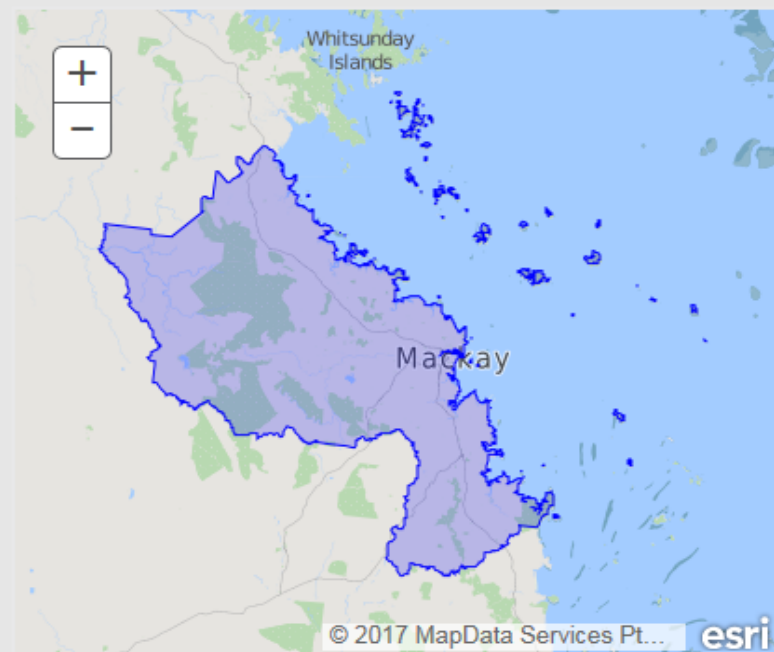 Whitsunday
Islands
+
−
Mackay
© 2017 MapData Services Pt...
esri